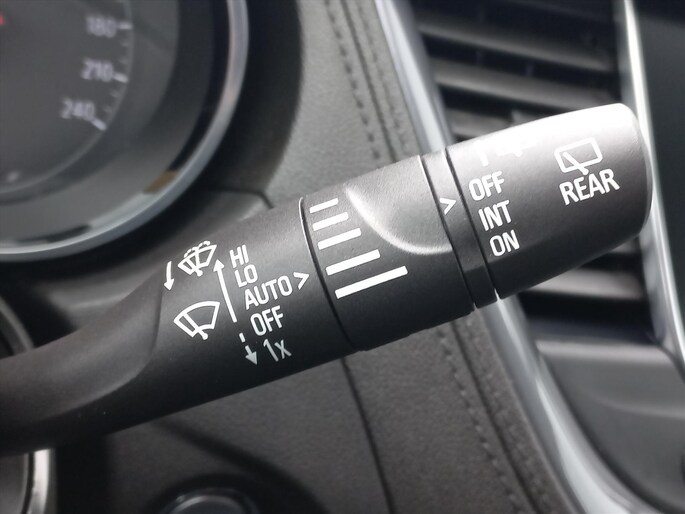 180
210
240
HI
LO
AUTO >
OFF
1x
>
OFF
INT
ON
REAR